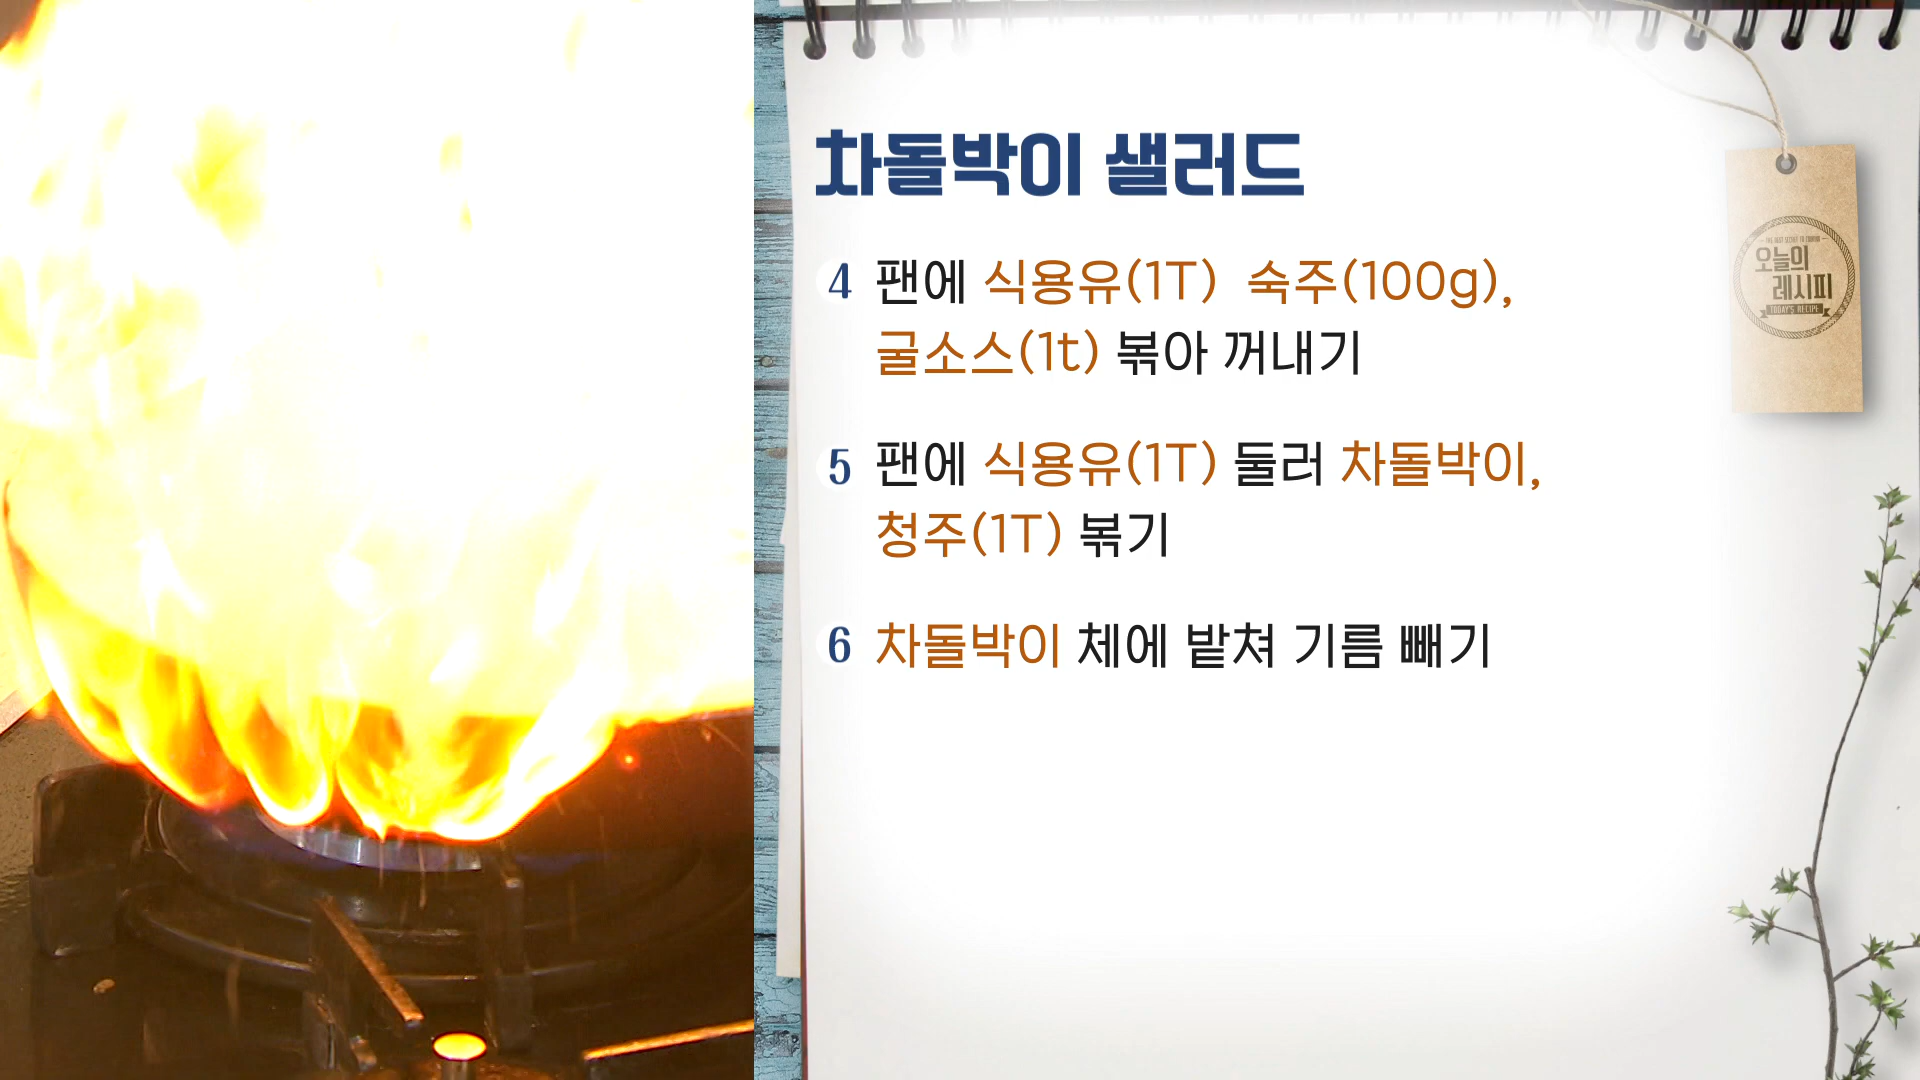 차돌박이 샐러드
4 팬에 식용유(1T) 숙주(100g),
굴소스(1t) 볶아 꺼내기
5 팬에 식용유(1T) 둘러 차돌박이,
청주(1T) 볶기
6 차돌박이 체에 밭쳐 기름 빼기
오늘의
레시피
TODAY'S RECIPE